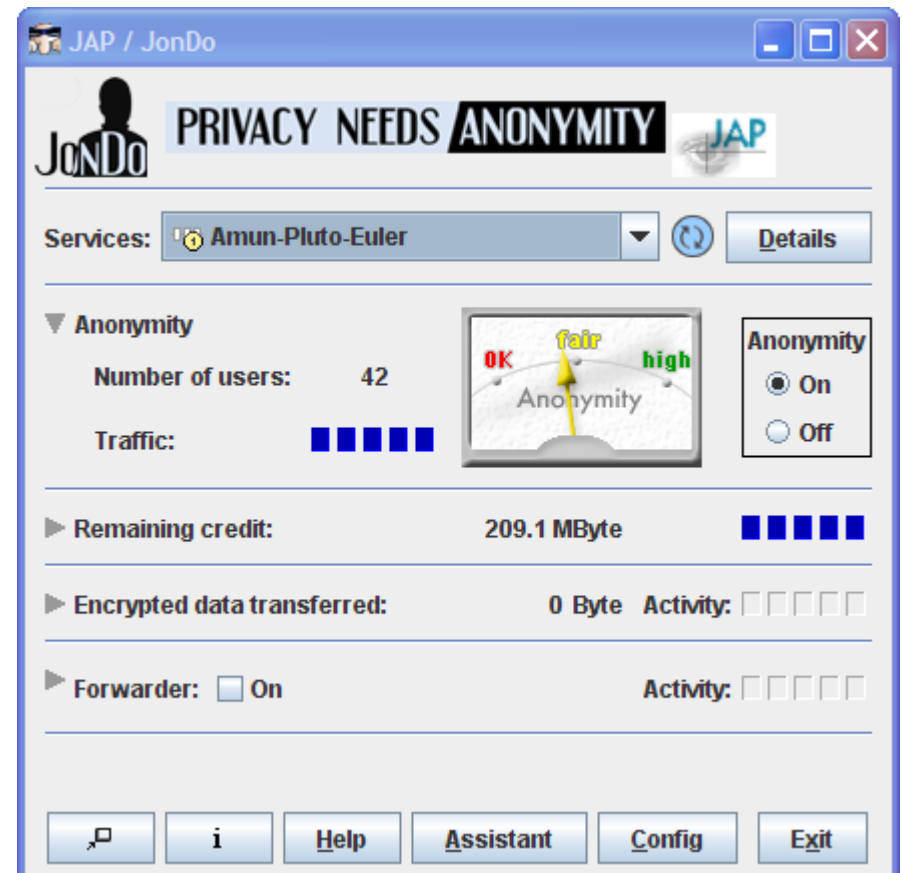 JAP / JonDo
JONDO PRIVACY NEEDS ANONYMITY JAP
Services: Amun-Pluto-Euler Details
Anonymity
Number of users: 42
Traffic:
OK fair high
Anonymity
Anonymity
On
Off
Remaining credit: 209.1 MByte
Encrypted data transferred: 0 Byte Activity:
Forwarder: On Activity:
i Help Assistant Config Exit